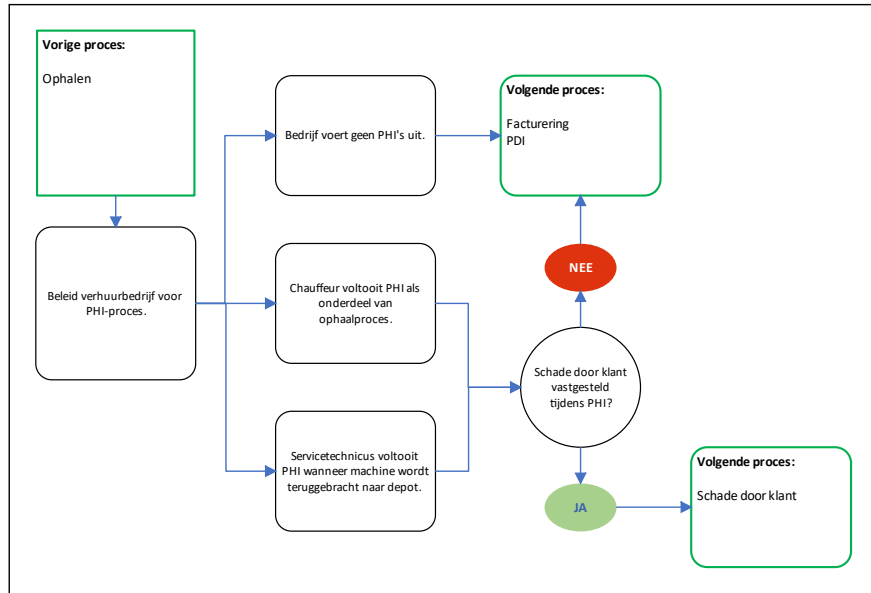 Vorige proces:
Ophalen
Bedrijf voert geen PHI's uit.
Volgende proces:
Facturering
PDI
Beleid verhuurbedrijf voor
PHI-proces.
Chauffeur voltooit PHI als
onderdeel van
ophaalproces.
NEE
Schade door klant
vastgesteld
tijdens PHI?
Servicetechnicus voltooit
PHI wanneer machine wordt
teruggebracht naar depot.
JA
Volgende proces:
Schade door klant